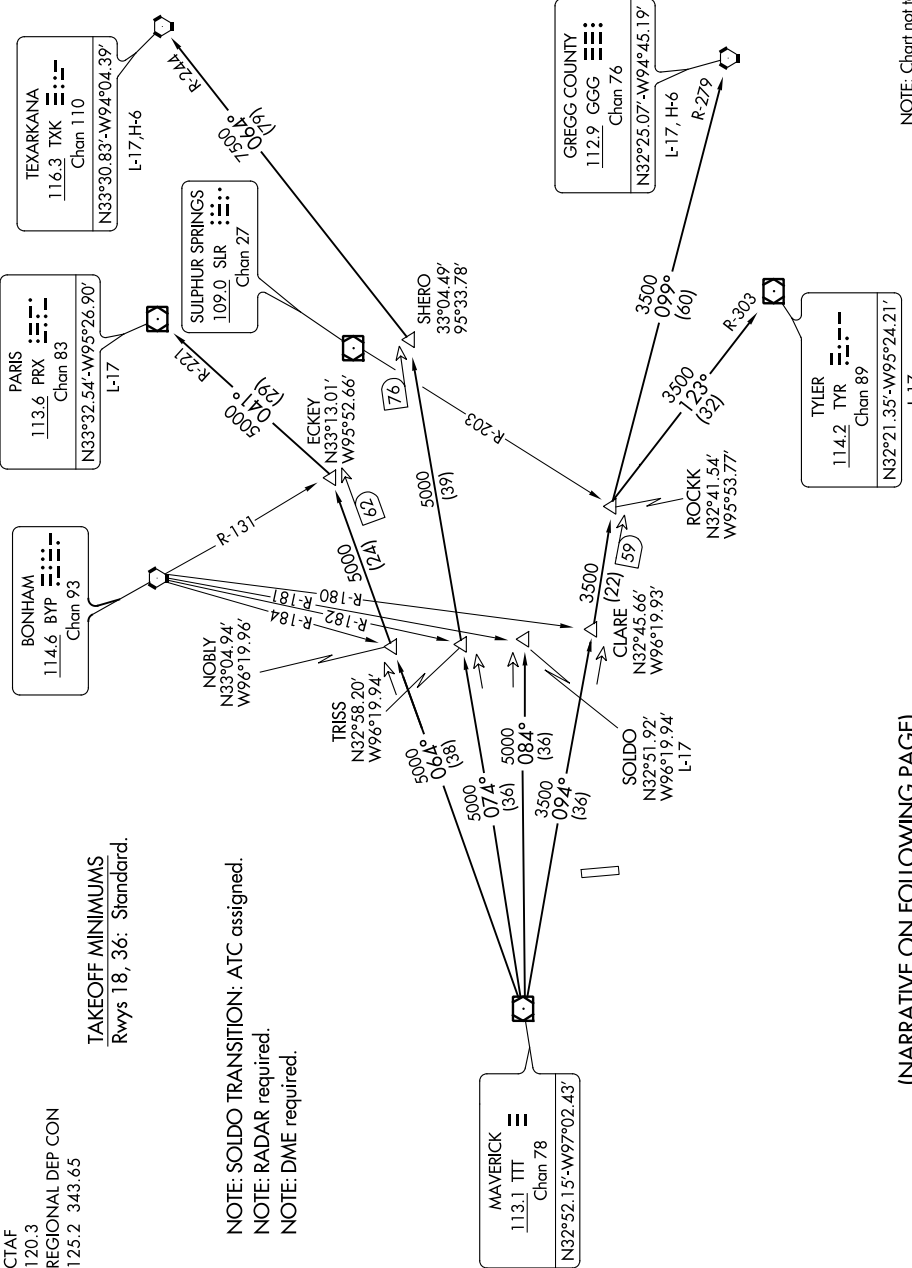 CTAF
120.3
REGIONAL DEP CON
125.2 343.65
TAKEOFF MINIMUMS
Rwys 18, 36: Standard.
NOTE: SOLDO TRANSITION: ATC assigned.
NOTE: RADAR required.
NOTE: DME required.
BONHAM
114.6 BYP
Chan 93
PARIS
113.6 PRX
Chan 83
N33°32.54'-W95°26.90'
L-17
TEXARKANA
116.3 TXK
Chan 110
N33°30.83'-W94°04.39'
L-17,H-6
SULPHUR SPRINGS
109.0 SLR
Chan 27
R-244
7500
064°
(79)
R-221
5000
041°
(29)
ECKEY
N33°13.01'
W95°52.66'
62
R-131
5000
(24)
SHERO
33°04.49'
95°33.78'
76
5000
(39)
R-203
R-184
R-182
R-181
R-180
NOBLY
N33°04.94'
W96°19.96'
TRISS
N32°58.20'
W96°19.94'
5000
064°
(38)
5000
074°
(36)
5000
084°
(36)
3500
094°
(36)
SOLDO
N32°51.92'
W96°19.94'
L-17
CLARE
N32°45.66'
W96°19.93'
3500
(22)
59
ROCKK
N32°41.54'
W95°53.77'
3500
099°
(60)
R-279
3500
123°
(32)
R-303
GREGG COUNTY
112.9 GGG
Chan 76
N32°25.07'-W94°45.19'
L-17, H-6
TYLER
114.2 TYR
Chan 89
N32°21.35'-W95°24.21'
L-17
MAVERICK
113.1 TTT
Chan 78
N32°52.15'-W97°02.43'
(NARRATIVE ON FOLLOWING PAGE)
NOTE: Chart not